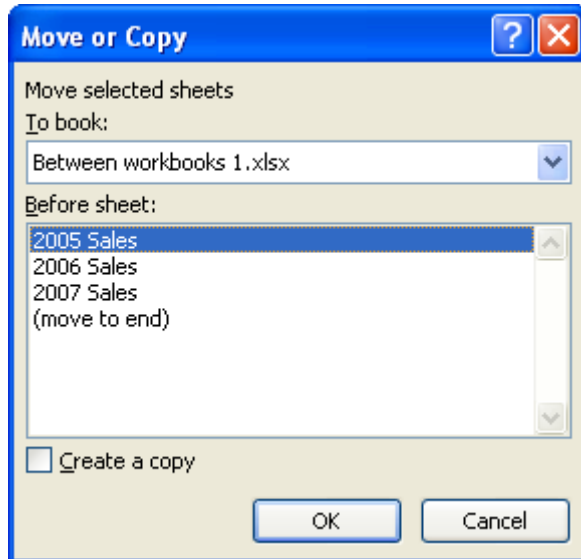 Move or Copy
Move selected sheets
To book:
Between workbooks 1.xlsx
Before sheet:
2005 Sales
2006 Sales
2007 Sales
(move to end)
Create a copy
OK Cancel